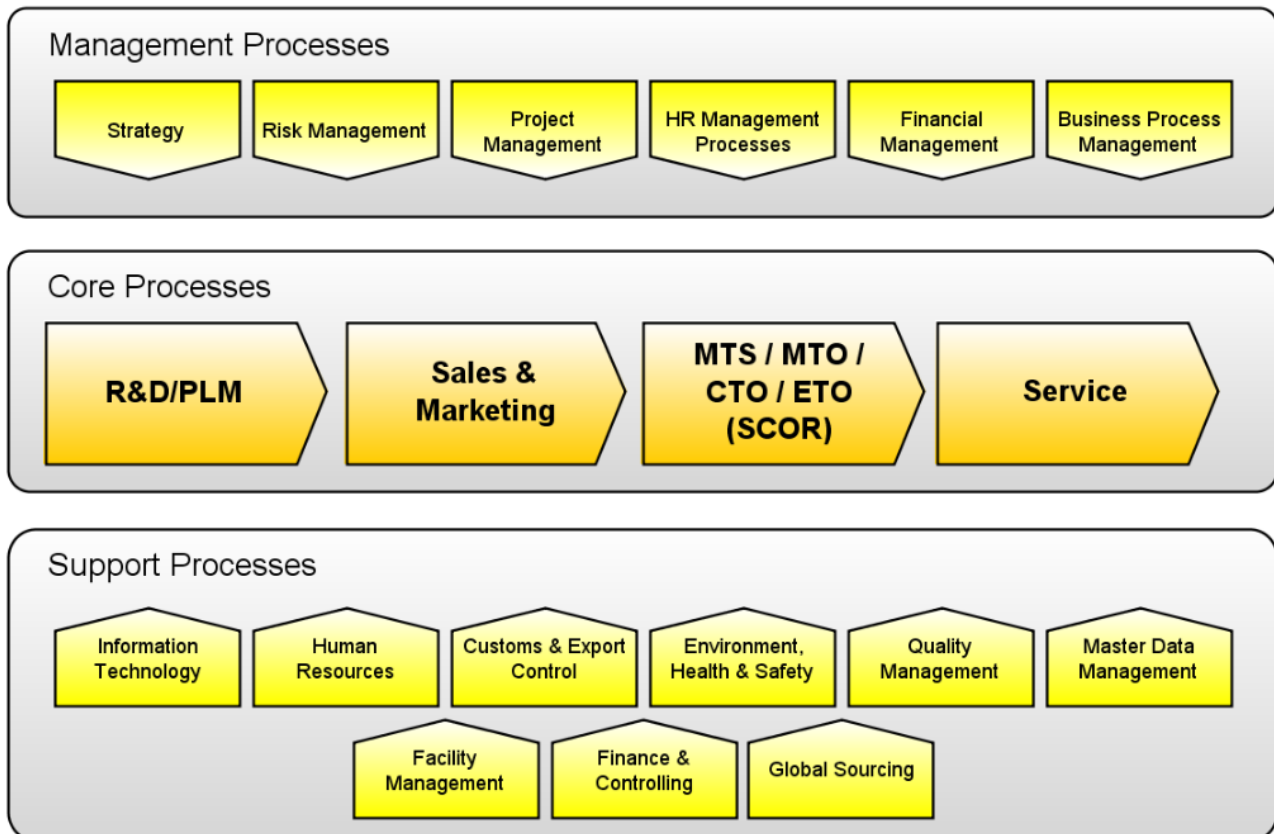 Management Processes
Strategy
Risk Management
Project
Management
HR Management
Processes
Financial
Management
Business Process
Management
Core Processes
R&D/PLM
Sales &
Marketing
MTS / MTO /
CTO / ETO
(SCOR)
Service
Support Processes
Information
Technology
Human
Resources
Customs & Export
Control
Environment,
Health & Safety
Quality
Management
Master Data
Management
Facility
Management
Finance &
Controlling
Global Sourcing